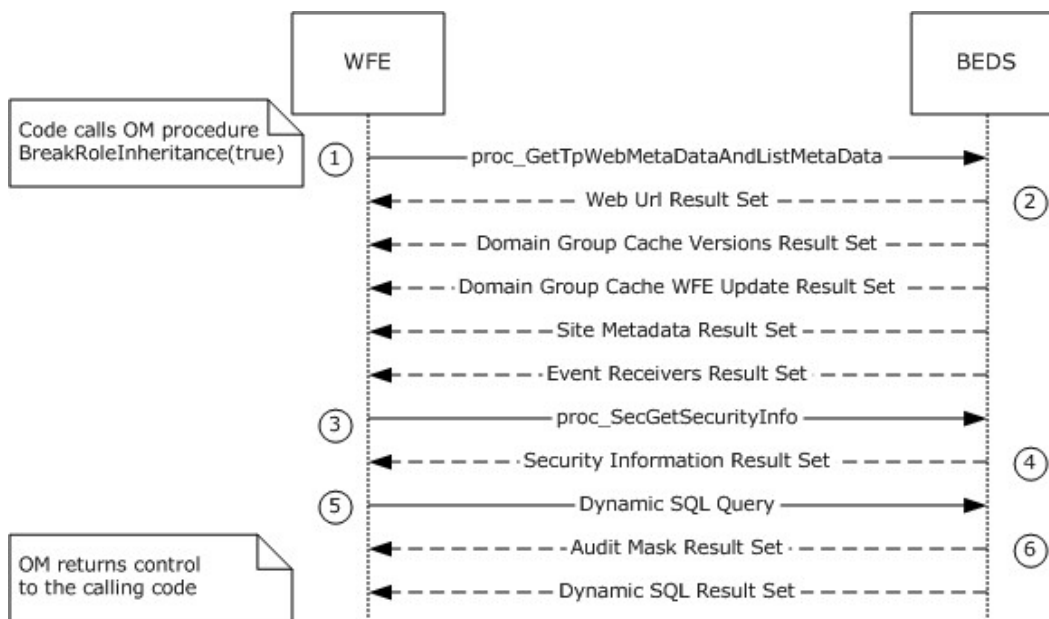 WFE
BEDS
Code calls OM procedure
BreakRoleInheritance(true)
1
proc_GetTpWebMetaDataAndListMetaData
Web Url Result Set
2
Domain Group Cache Versions Result Set
Domain Group Cache WFE Update Result Set
Site Metadata Result Set
Event Receivers Result Set
3
proc_SecGetSecurityInfo
Security Information Result Set
4
5
Dynamic SQL Query
Audit Mask Result Set
6
OM returns control
to the calling code
Dynamic SQL Result Set